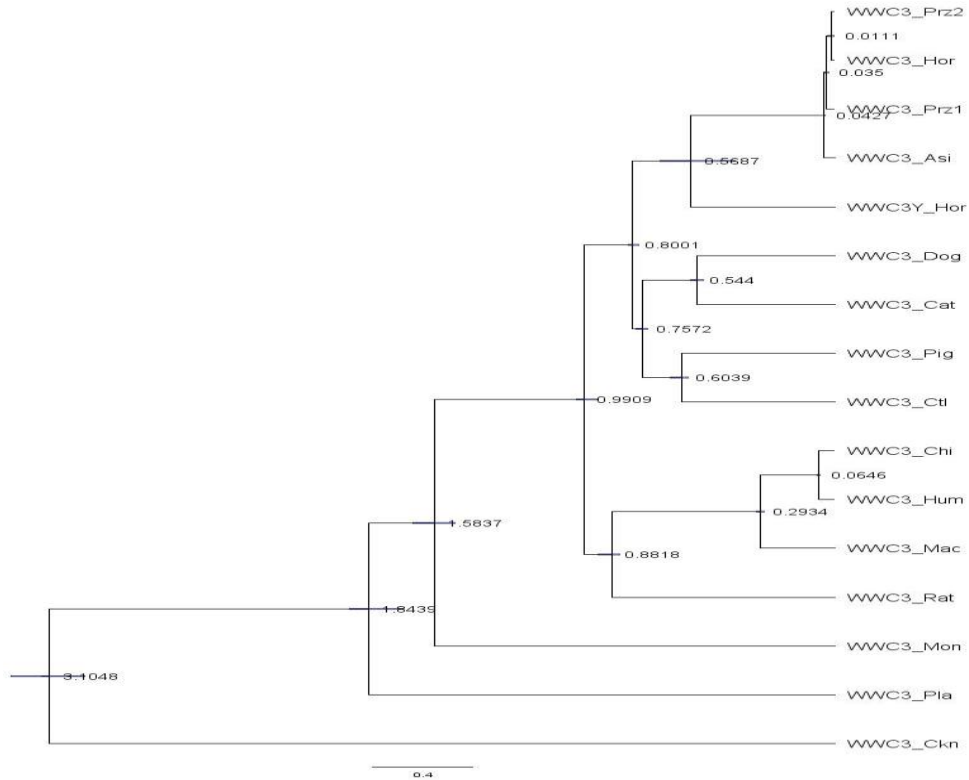 WWC3_Prz2
0.0111
WWC3_Hor
0.035
WWC3_Prz1
0.0427
WWC3_Asi
0.5687
WWC3Y_Hor
0.8001
WWC3_Dog
0.544
WWC3_Cat
0.7572
WWC3_Pig
0.6039
WWC3_Ctl
0.9909
WWC3_Chi
0.0646
WWC3_Hum
0.2934
WWC3_Mac
1.5837
0.8818
WWC3_Rat
1.8439
WWC3_Mon
3.1048
WWC3_Pla
WWC3_Ckn
0.4